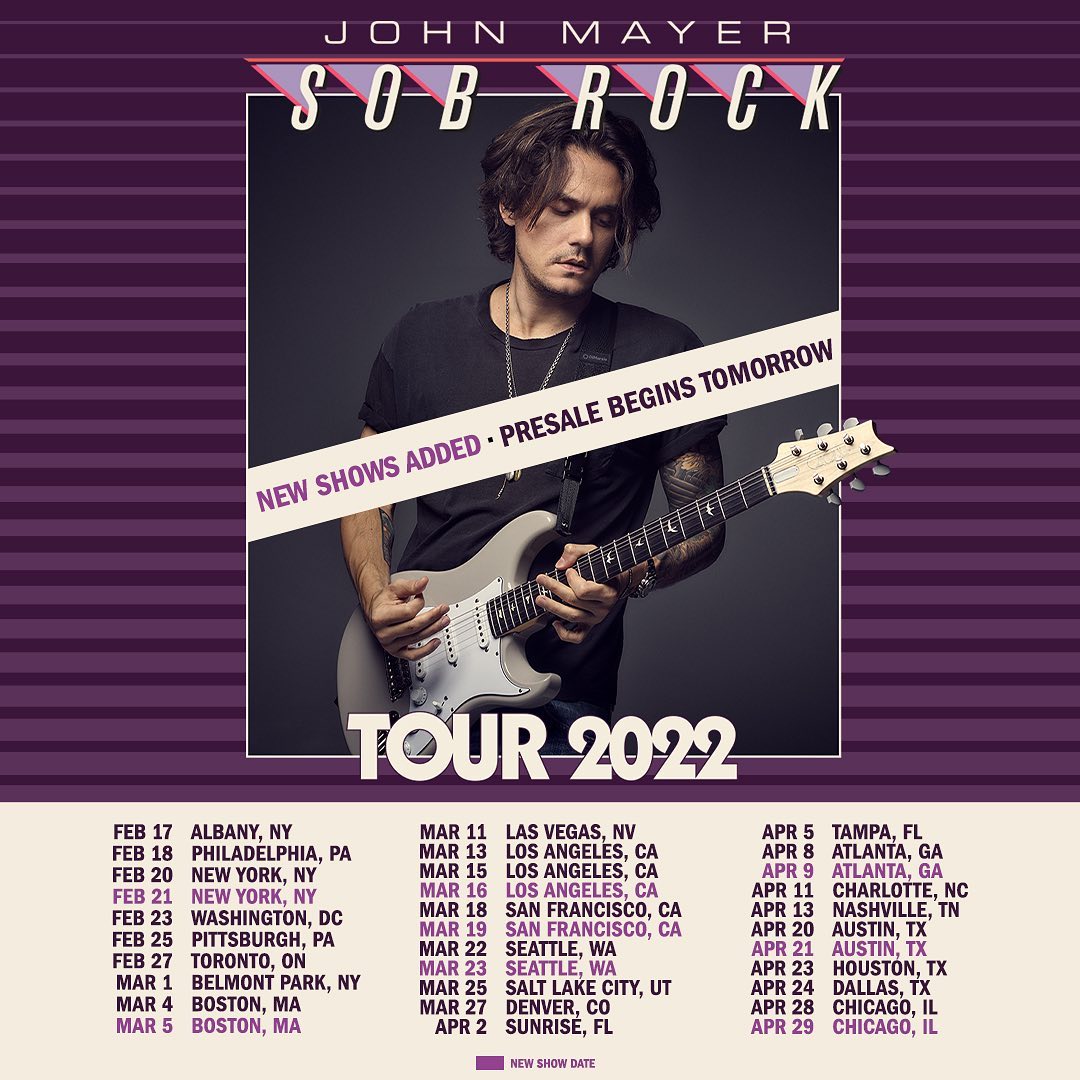 JOHN MAYER
SOB ROCK
NEW SHOWS ADDED · PRESALE BEGINS TOMORROW
TOUR 2022
FEB 17 ALBANY, NY
FEB 18 PHILADELPHIA, PA
FEB 20 NEW YORK, NY
FEB 21 NEW YORK, NY
FEB 23 WASHINGTON, DC
FEB 25 PITTSBURGH, PA
FEB 27 TORONTO, ON
MAR 1 BELMONT PARK, NY
MAR 4 BOSTON, MA
MAR 5 BOSTON, MA
MAR 11 LAS VEGAS, NV
MAR 13 LOS ANGELES, CA
MAR 15 LOS ANGELES, CA
MAR 16 LOS ANGELES, CA
MAR 18 SAN FRANCISCO, CA
MAR 19 SAN FRANCISCO, CA
MAR 22 SEATTLE, WA
MAR 23 SEATTLE, WA
MAR 25 SALT LAKE CITY, UT
MAR 27 DENVER, CO
APR 2 SUNRISE, FL
APR 5 TAMPA, FL
APR 8 ATLANTA, GA
APR 9 ATLANTA, GA
APR 11 CHARLOTTE, NC
APR 13 NASHVILLE, TN
APR 20 AUSTIN, TX
APR 21 AUSTIN, TX
APR 23 HOUSTON, TX
APR 24 DALLAS, TX
APR 28 CHICAGO, IL
APR 29 CHICAGO, IL
NEW SHOW DATE